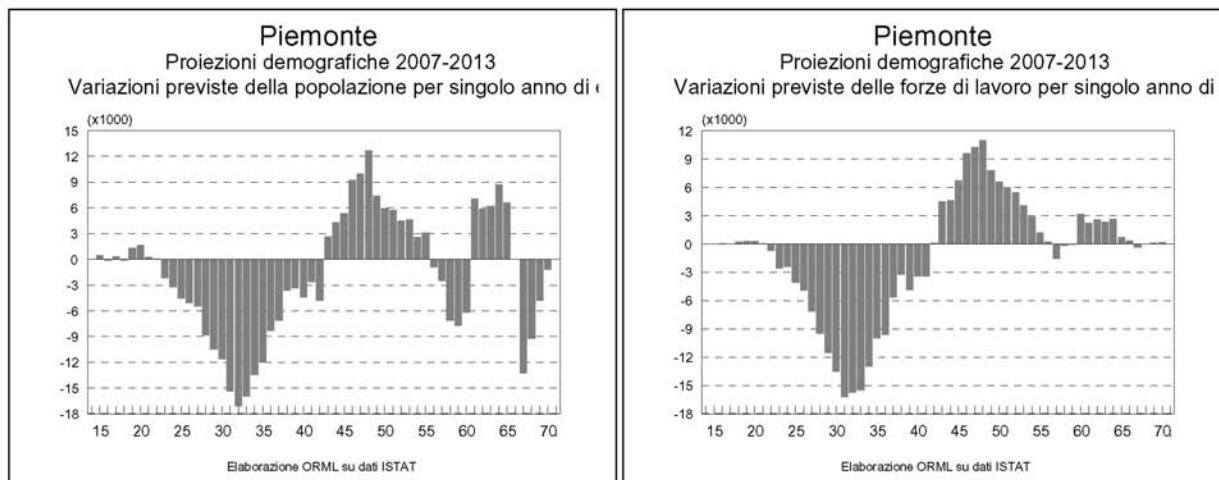 Piemonte
Proiezioni demografiche 2007-2013
Variazioni previste della popolazione per singolo anno di
(x1000)
15
12
9
6
3
0
-3
-6
-9
-12
-15
-18
15 20 25 30 35 40 45 50 55 60 65 70
Elaborazione ORML su dati ISTAT
Piemonte
Proiezioni demografiche 2007-2013
Variazioni previste delle forze di lavoro per singolo anno di
(x1000)
12
9
6
3
0
-3
-6
-9
-12
-15
-18
15 20 25 30 35 40 45 50 55 60 65 70
Elaborazione ORML su dati ISTAT